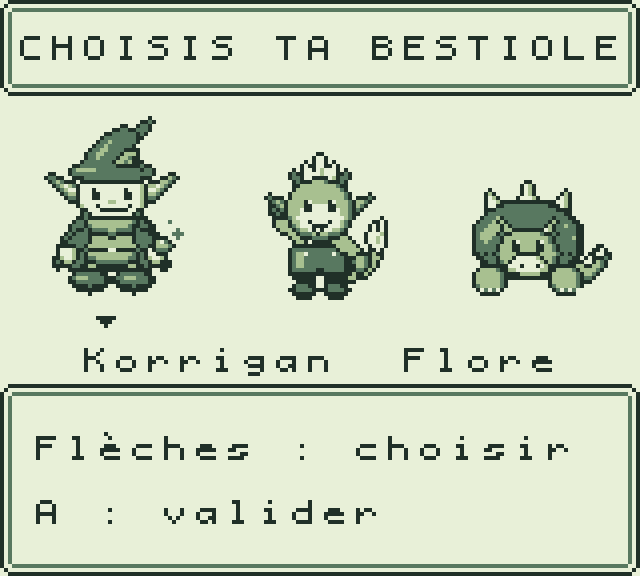 CHOISIS TA BESTIOLE
Korrigan Flore
Flèches : choisir
A : valider